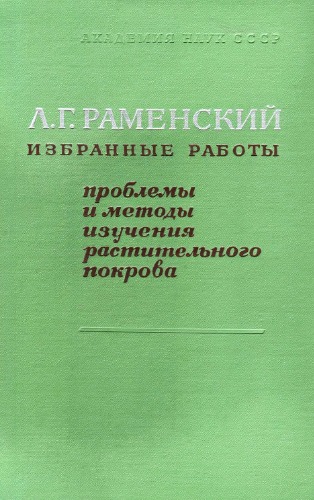 АКАДЕМИЯ НАУК СССР
Л.Г. РАМЕНСКИЙ
ИЗБРАННЫЕ РАБОТЫ
проблемы
и методы
изучения
растительного
покрова